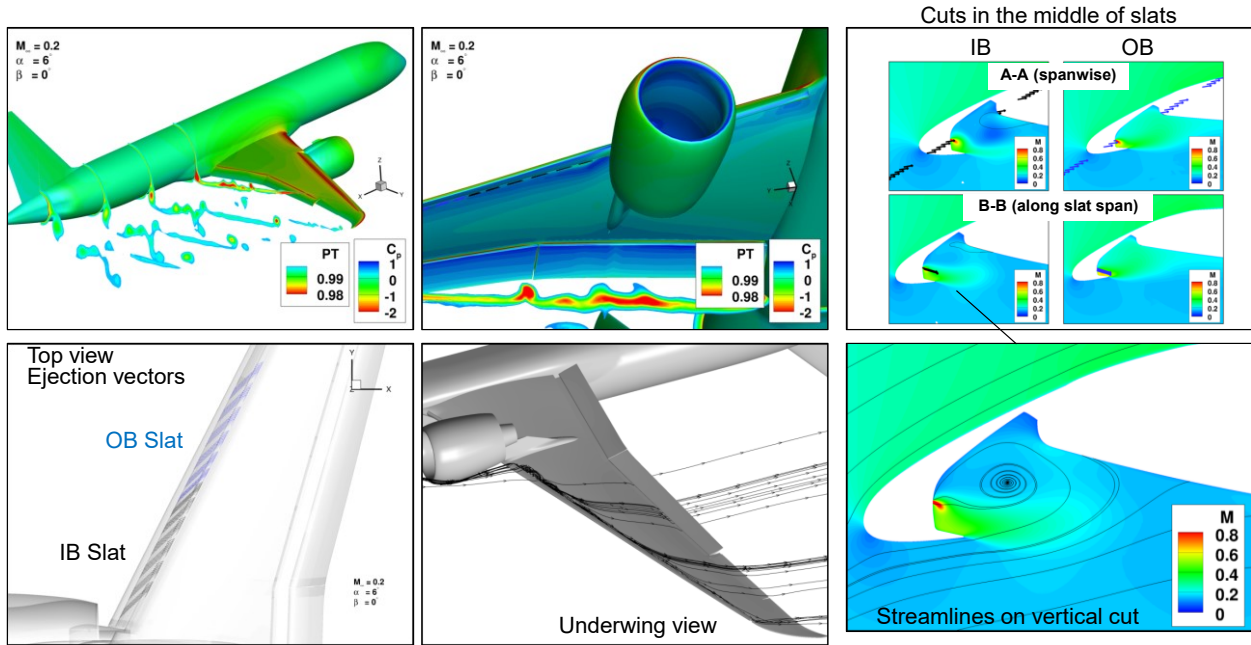 Cuts in the middle of slats
IB
OB
M∞ = 0.2
α = 6°
β = 0°
Z
X
Y
PT
0.99
0.98
Cp
1
0
-1
-2
M∞ = 0.2
α = 6°
β = 0°
Z
Y
PT
0.99
0.98
Cp
1
0
-1
-2
A-A (spanwise)
M
0.8
0.6
0.4
0.2
0
M
0.8
0.6
0.4
0.2
0
B-B (along slat span)
M
0.8
0.6
0.4
0.2
0
M
0.8
0.6
0.4
0.2
0
Top view
Ejection vectors
Y
Z
X
OB Slat
IB Slat
M∞ = 0.2
α = 6°
β = 0°
Underwing view
M
0.8
0.6
0.4
0.2
0
Streamlines on vertical cut